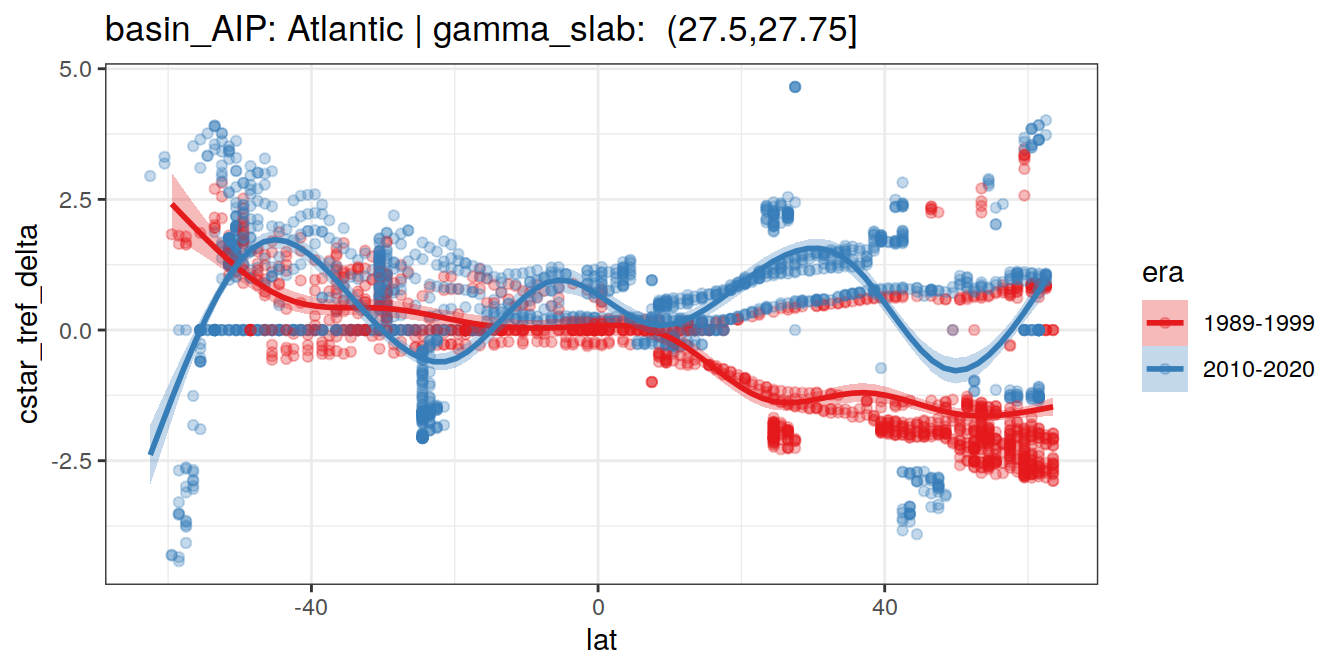 basin_AIP: Atlantic | gamma_slab:  (27.5,27.75]
5.0
2.5
0.0
-2.5
cstar_tref_delta
-40
0
40
lat
era
1989-1999
2010-2020